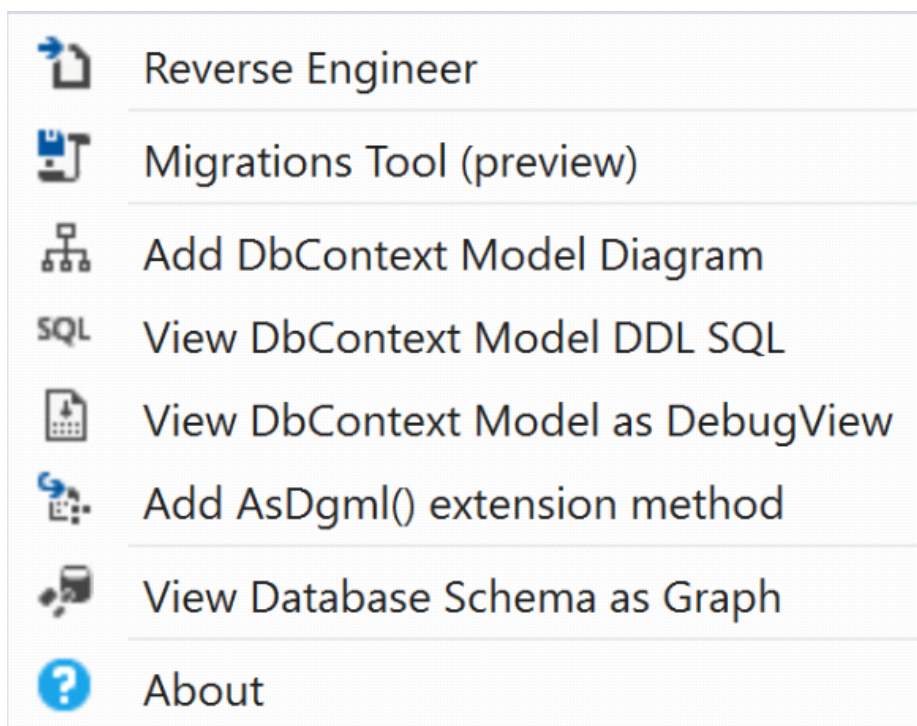 Reverse Engineer
Migrations Tool (preview)
Add DbContext Model Diagram
SQL View DbContext Model DDL SQL
View DbContext Model as DebugView
Add AsDgml() extension method
View Database Schema as Graph
? About